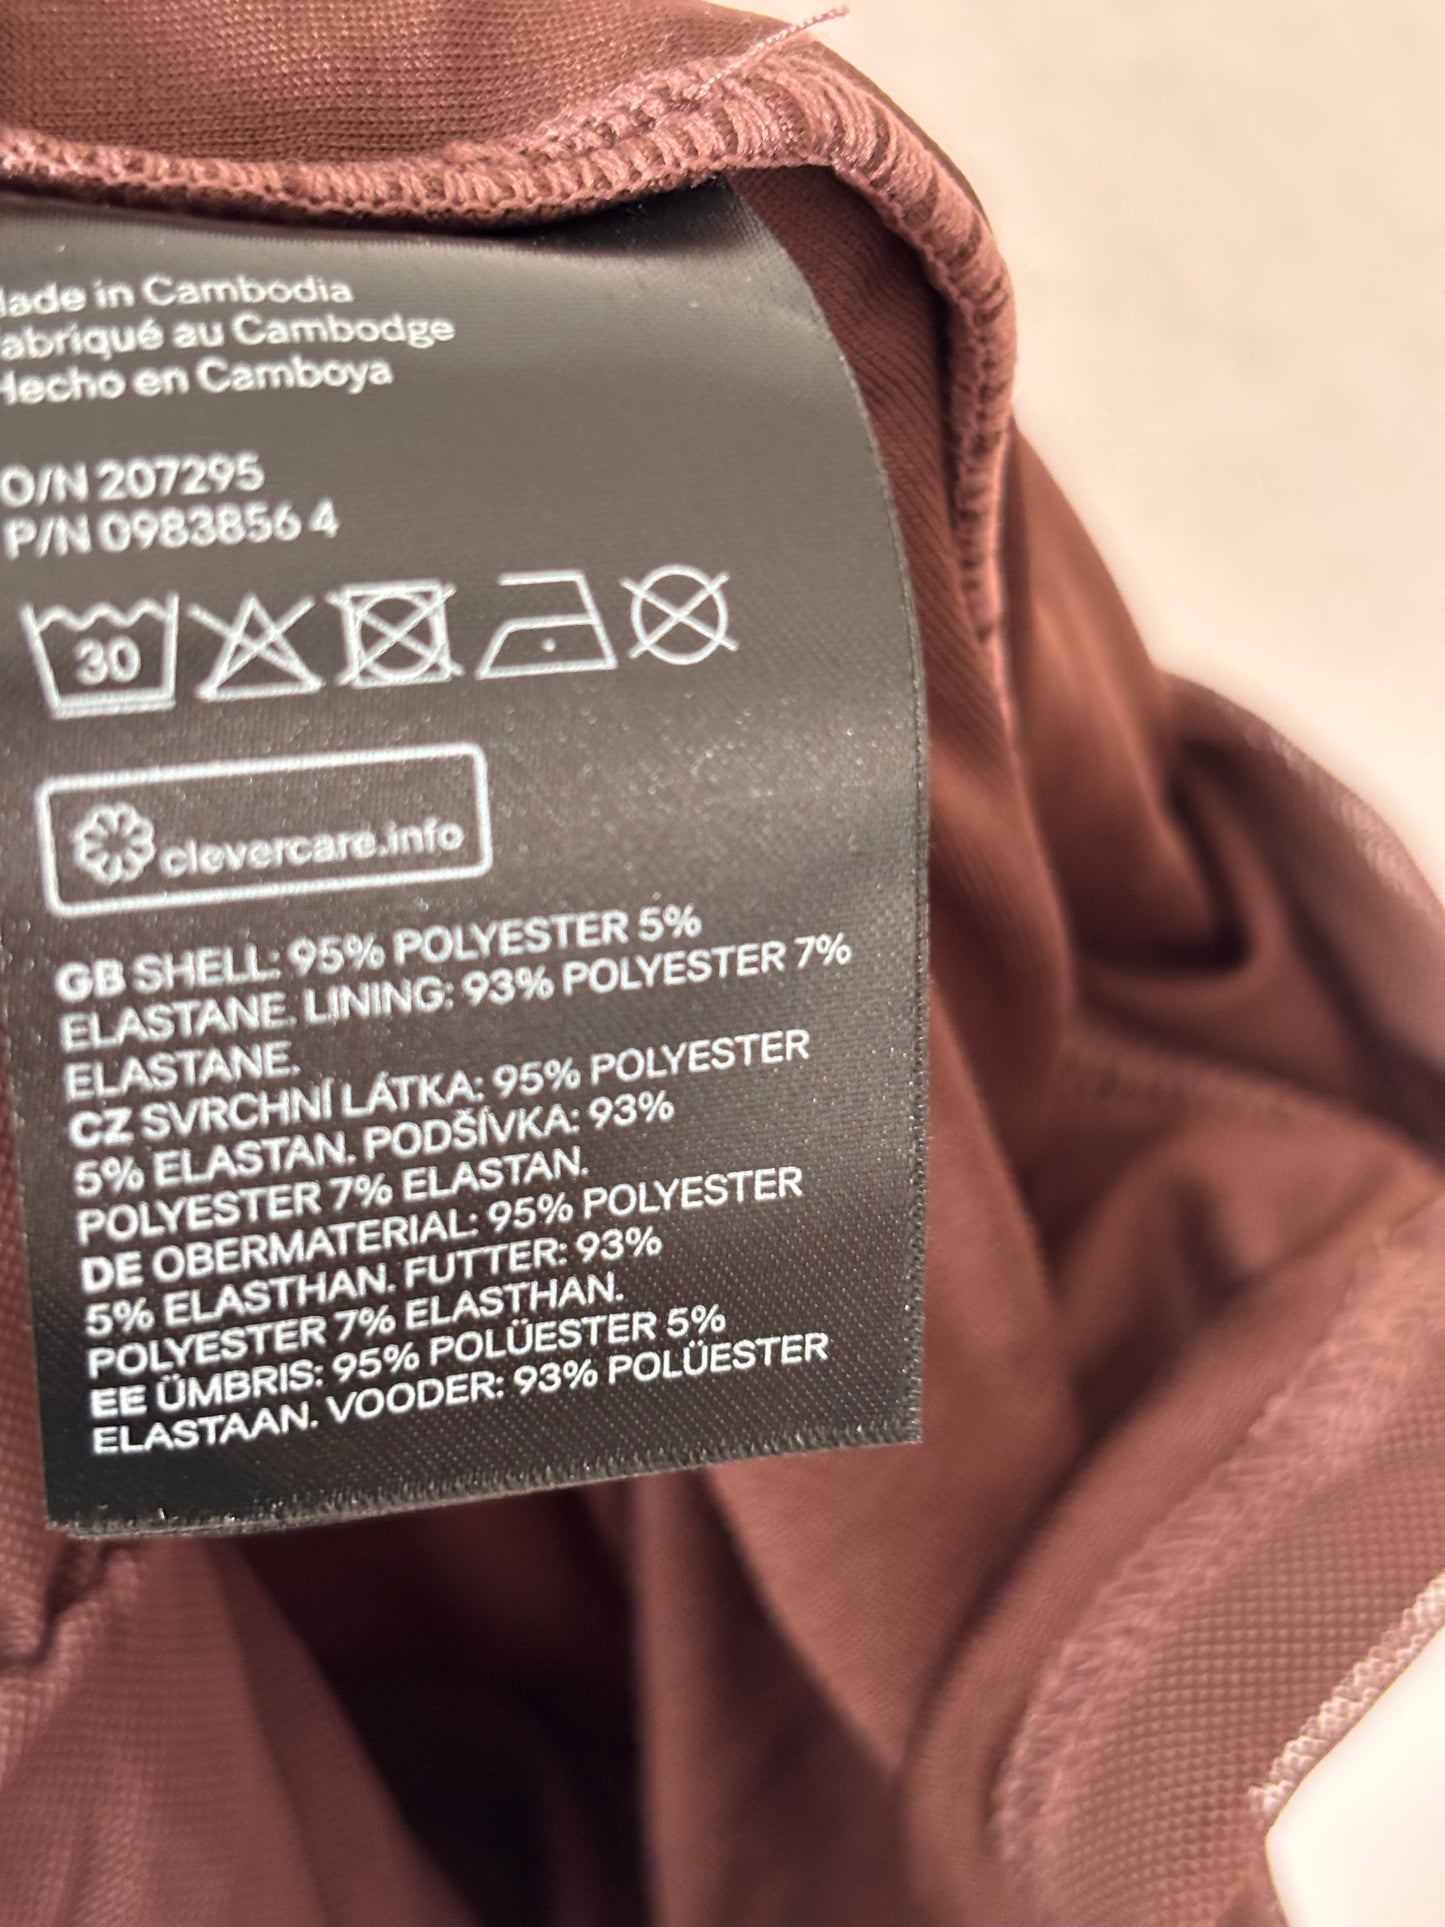 Made in Cambodia
Fabriqué au Cambodge
Hecho en Camboya
O/N 207295
P/N 0983856 4
30
clevercare.info
GB SHELL: 95% POLYESTER 5%
ELASTANE. LINING: 93% POLYESTER 7%
ELASTANE.
CZ SVRCHNÍ LÁTKA: 95% POLYESTER
5% ELASTAN. PODŠÍVKA: 93%
POLYESTER 7% ELASTAN.
DE OBERMATERIAL: 95% POLYESTER
5% ELASTHAN. FUTTER: 93%
POLYESTER 7% ELASTHAN.
EE ÜMBRIS: 95% POLÜESTER 5%
ELASTAAN. VOODER: 93% POLÜESTER